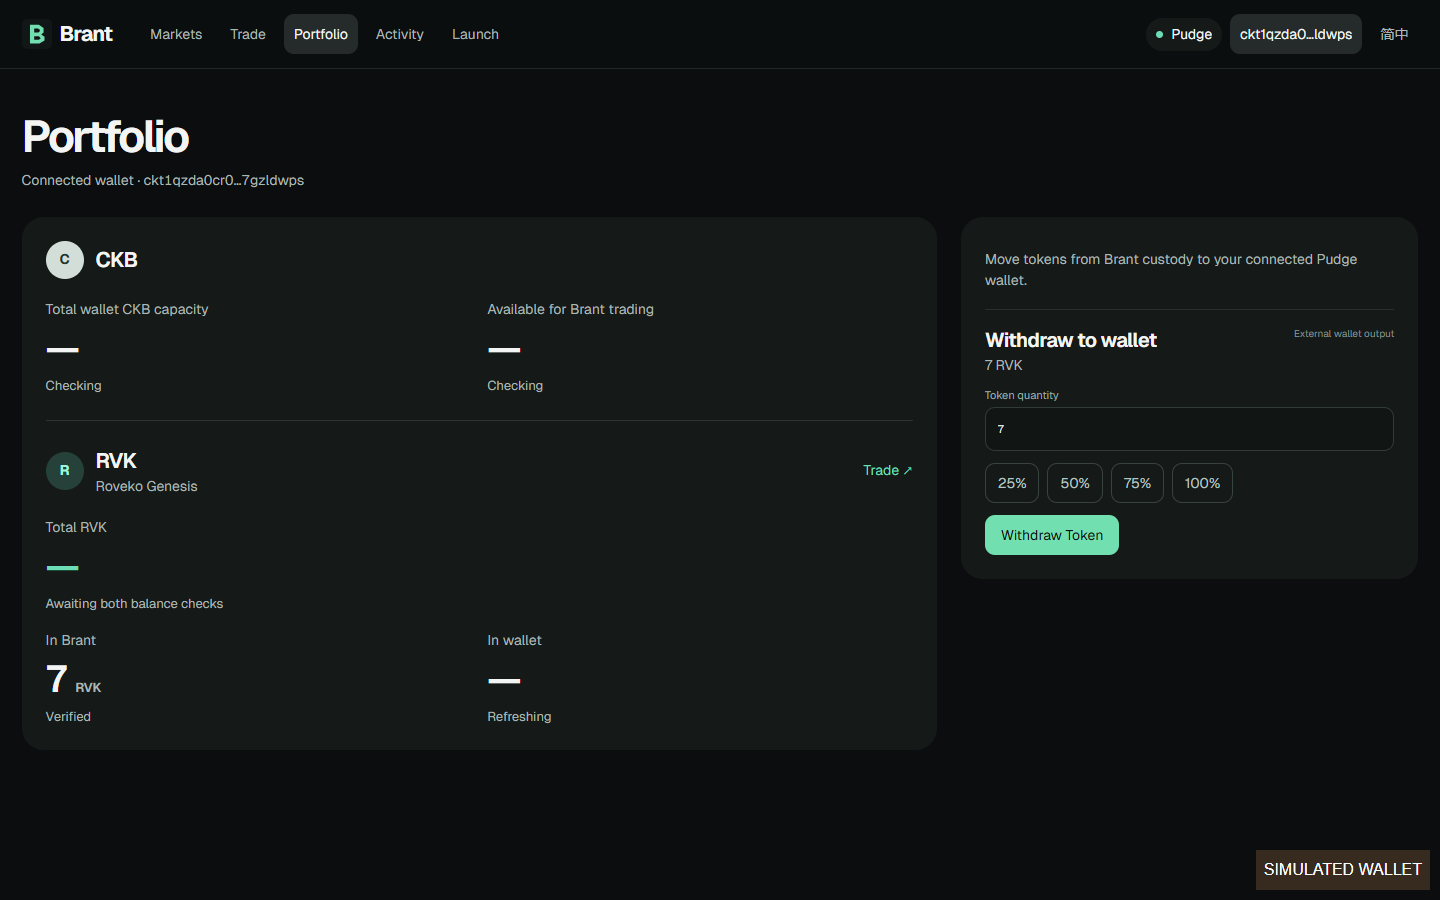 B Brant
Markets
Trade
Portfolio
Activity
Launch
Pudge
ckt1qzda0...ldwps
简中
Portfolio
Connected wallet · ckt1qzda0cr0...7gzldwps
C
CKB
Total wallet CKB capacity
—
Checking
Available for Brant trading
—
Checking
R
RVK
Roveko Genesis
Trade ↗
Total RVK
—
Awaiting both balance checks
In Brant
7 RVK
Verified
In wallet
—
Refreshing
Move tokens from Brant custody to your connected Pudge
wallet.
Withdraw to wallet
External wallet output
7 RVK
Token quantity
7
25%
50%
75%
100%
Withdraw Token
SIMULATED WALLET